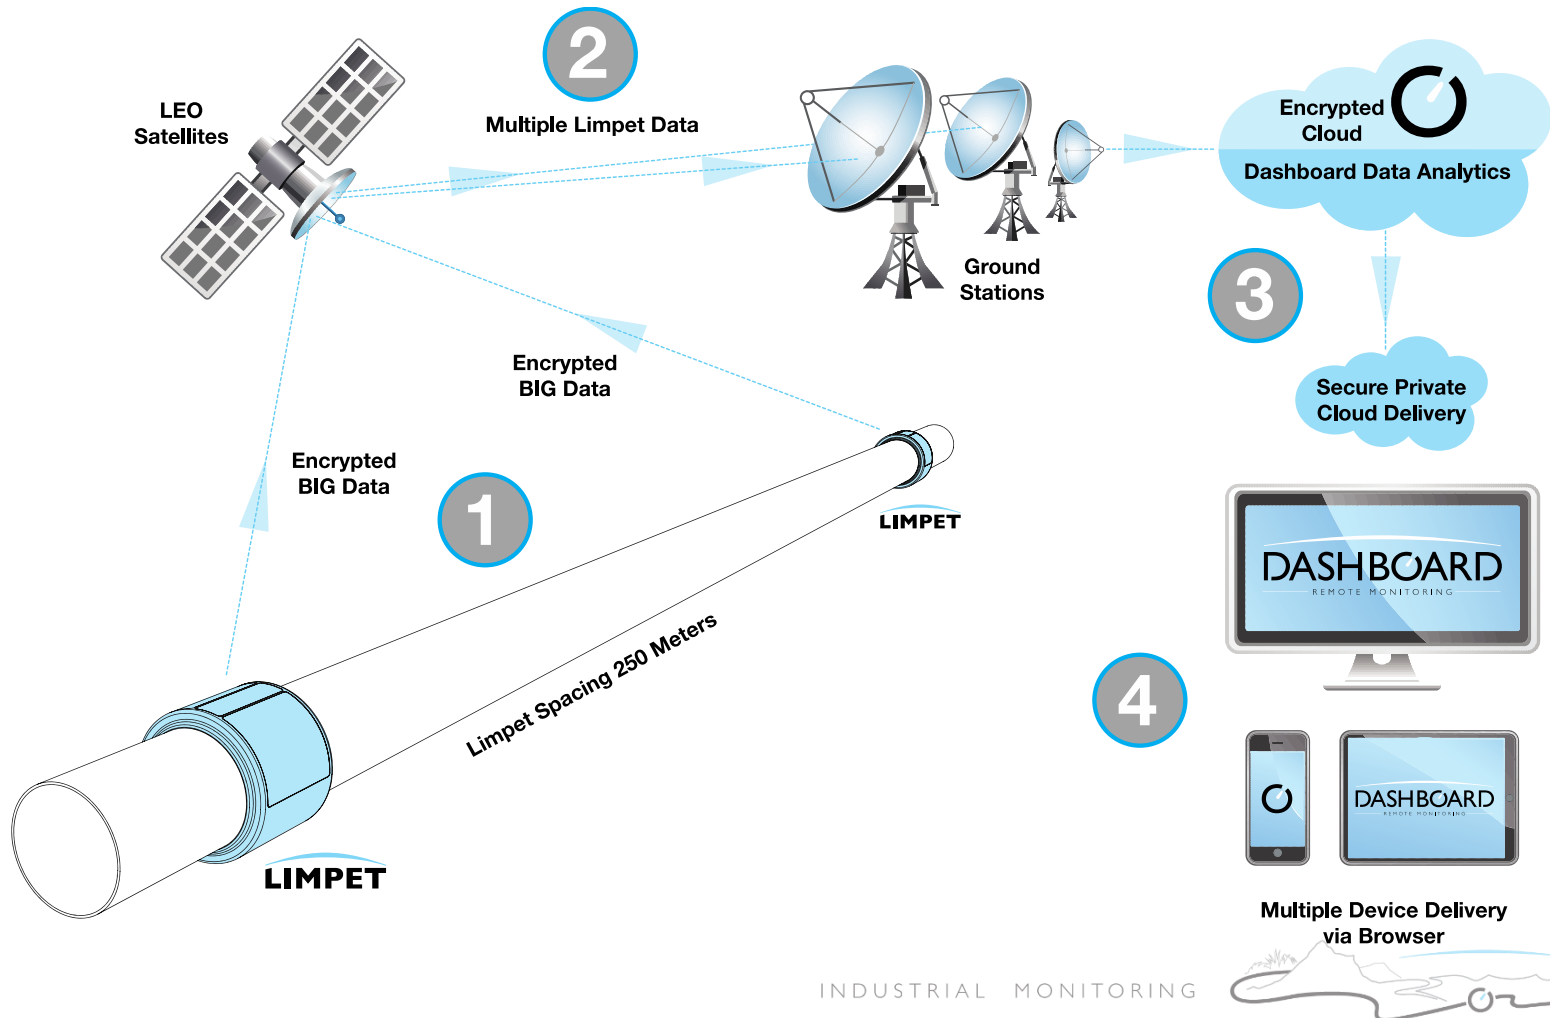 2
LEO
Satellites
Multiple Limpet Data
Encrypted
Cloud
Dashboard Data Analytics
Ground
Stations
3
Encrypted
BIG Data
Secure Private
Cloud Delivery
Encrypted
BIG Data
1
LIMPET
DASHBOARD
REMOTE MONITORING
Limpet Spacing 250 Meters
4
DASHBOARD
REMOTE MONITORING
LIMPET
Multiple Device Delivery
via Browser
INDUSTRIAL MONITORING